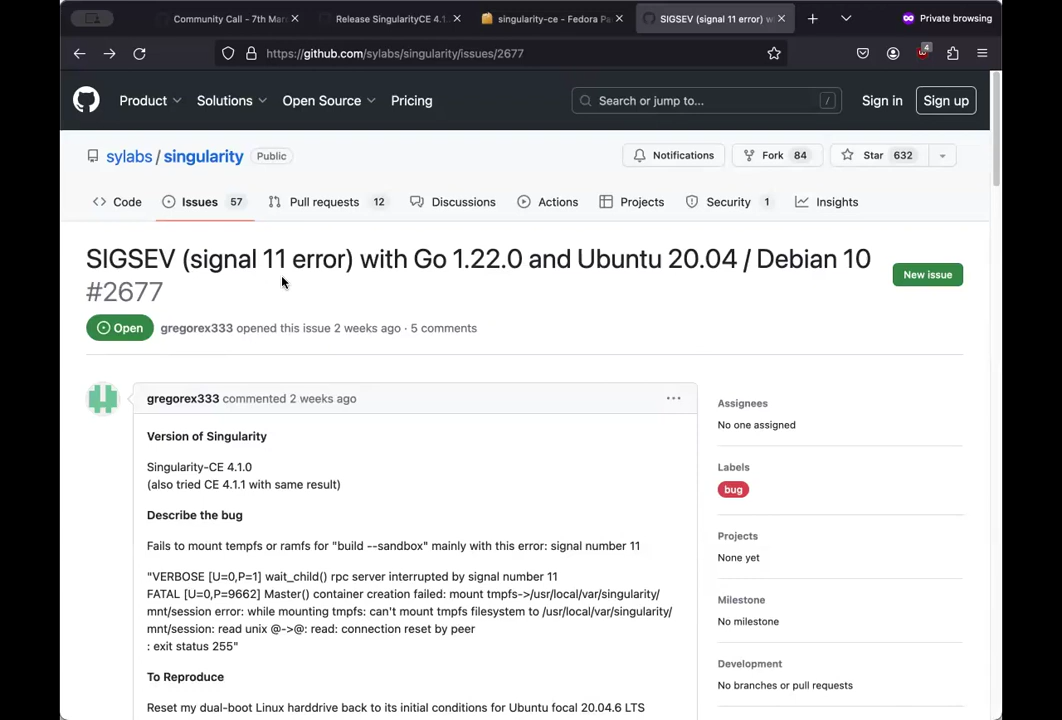 Community Call - 7th Mar
Release SingularityCE 4.1.
singularity-ce - Fedora Pa
SIGSEV (signal 11 error) w
Private browsing
https://github.com/sylabs/singularity/issues/2677
4
Product
Solutions
Open Source
Pricing
Search or jump to...
/
Sign in
Sign up
sylabs / singularity
Public
Notifications
Fork 84
Star 632
Code
Issues 57
Pull requests 12
Discussions
Actions
Projects
Security 1
Insights
SIGSEV (signal 11 error) with Go 1.22.0 and Ubuntu 20.04 / Debian 10
#2677
New issue
Open
gregorex333 opened this issue 2 weeks ago · 5 comments
gregorex333 commented 2 weeks ago
Version of Singularity
Singularity-CE 4.1.0
(also tried CE 4.1.1 with same result)
Describe the bug
Fails to mount tempfs or ramfs for "build --sandbox" mainly with this error: signal number 11
"VERBOSE [U=0,P=1] wait_child() rpc server interrupted by signal number 11
FATAL [U=0,P=9662] Master() container creation failed: mount tmpfs->/usr/local/var/singularity/
mnt/session error: while mounting tmpfs: can't mount tmpfs filesystem to /usr/local/var/singularity/
mnt/session: read unix @->@: read: connection reset by peer
: exit status 255"
To Reproduce
Reset my dual-boot Linux harddrive back to its initial conditions for Ubuntu focal 20.04.6 LTS
Assignees
No one assigned
Labels
bug
Projects
None yet
Milestone
No milestone
Development
No branches or pull requests